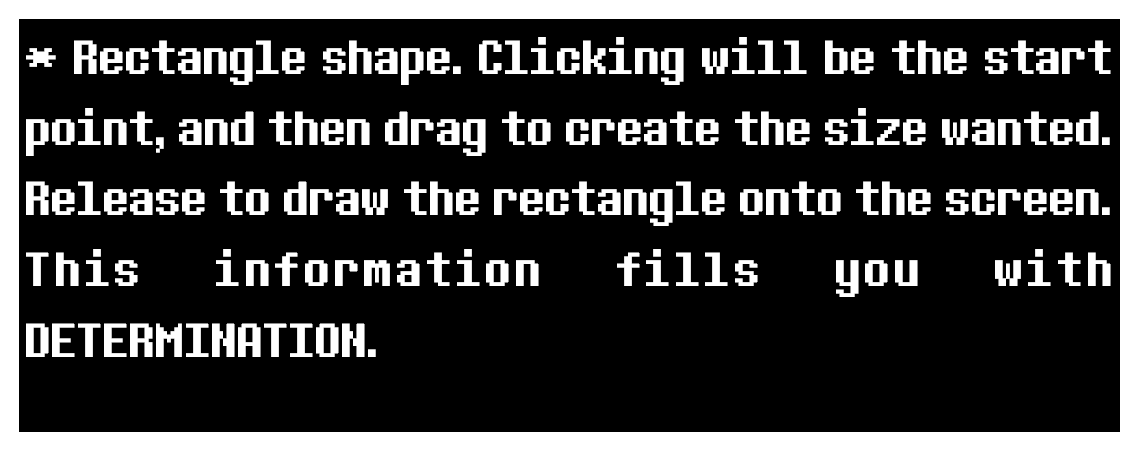 * Rectangle shape. Clicking will be the start
point, and then drag to create the size wanted.
Release to draw the rectangle onto the screen.
This information fills you with
DETERMINATION.